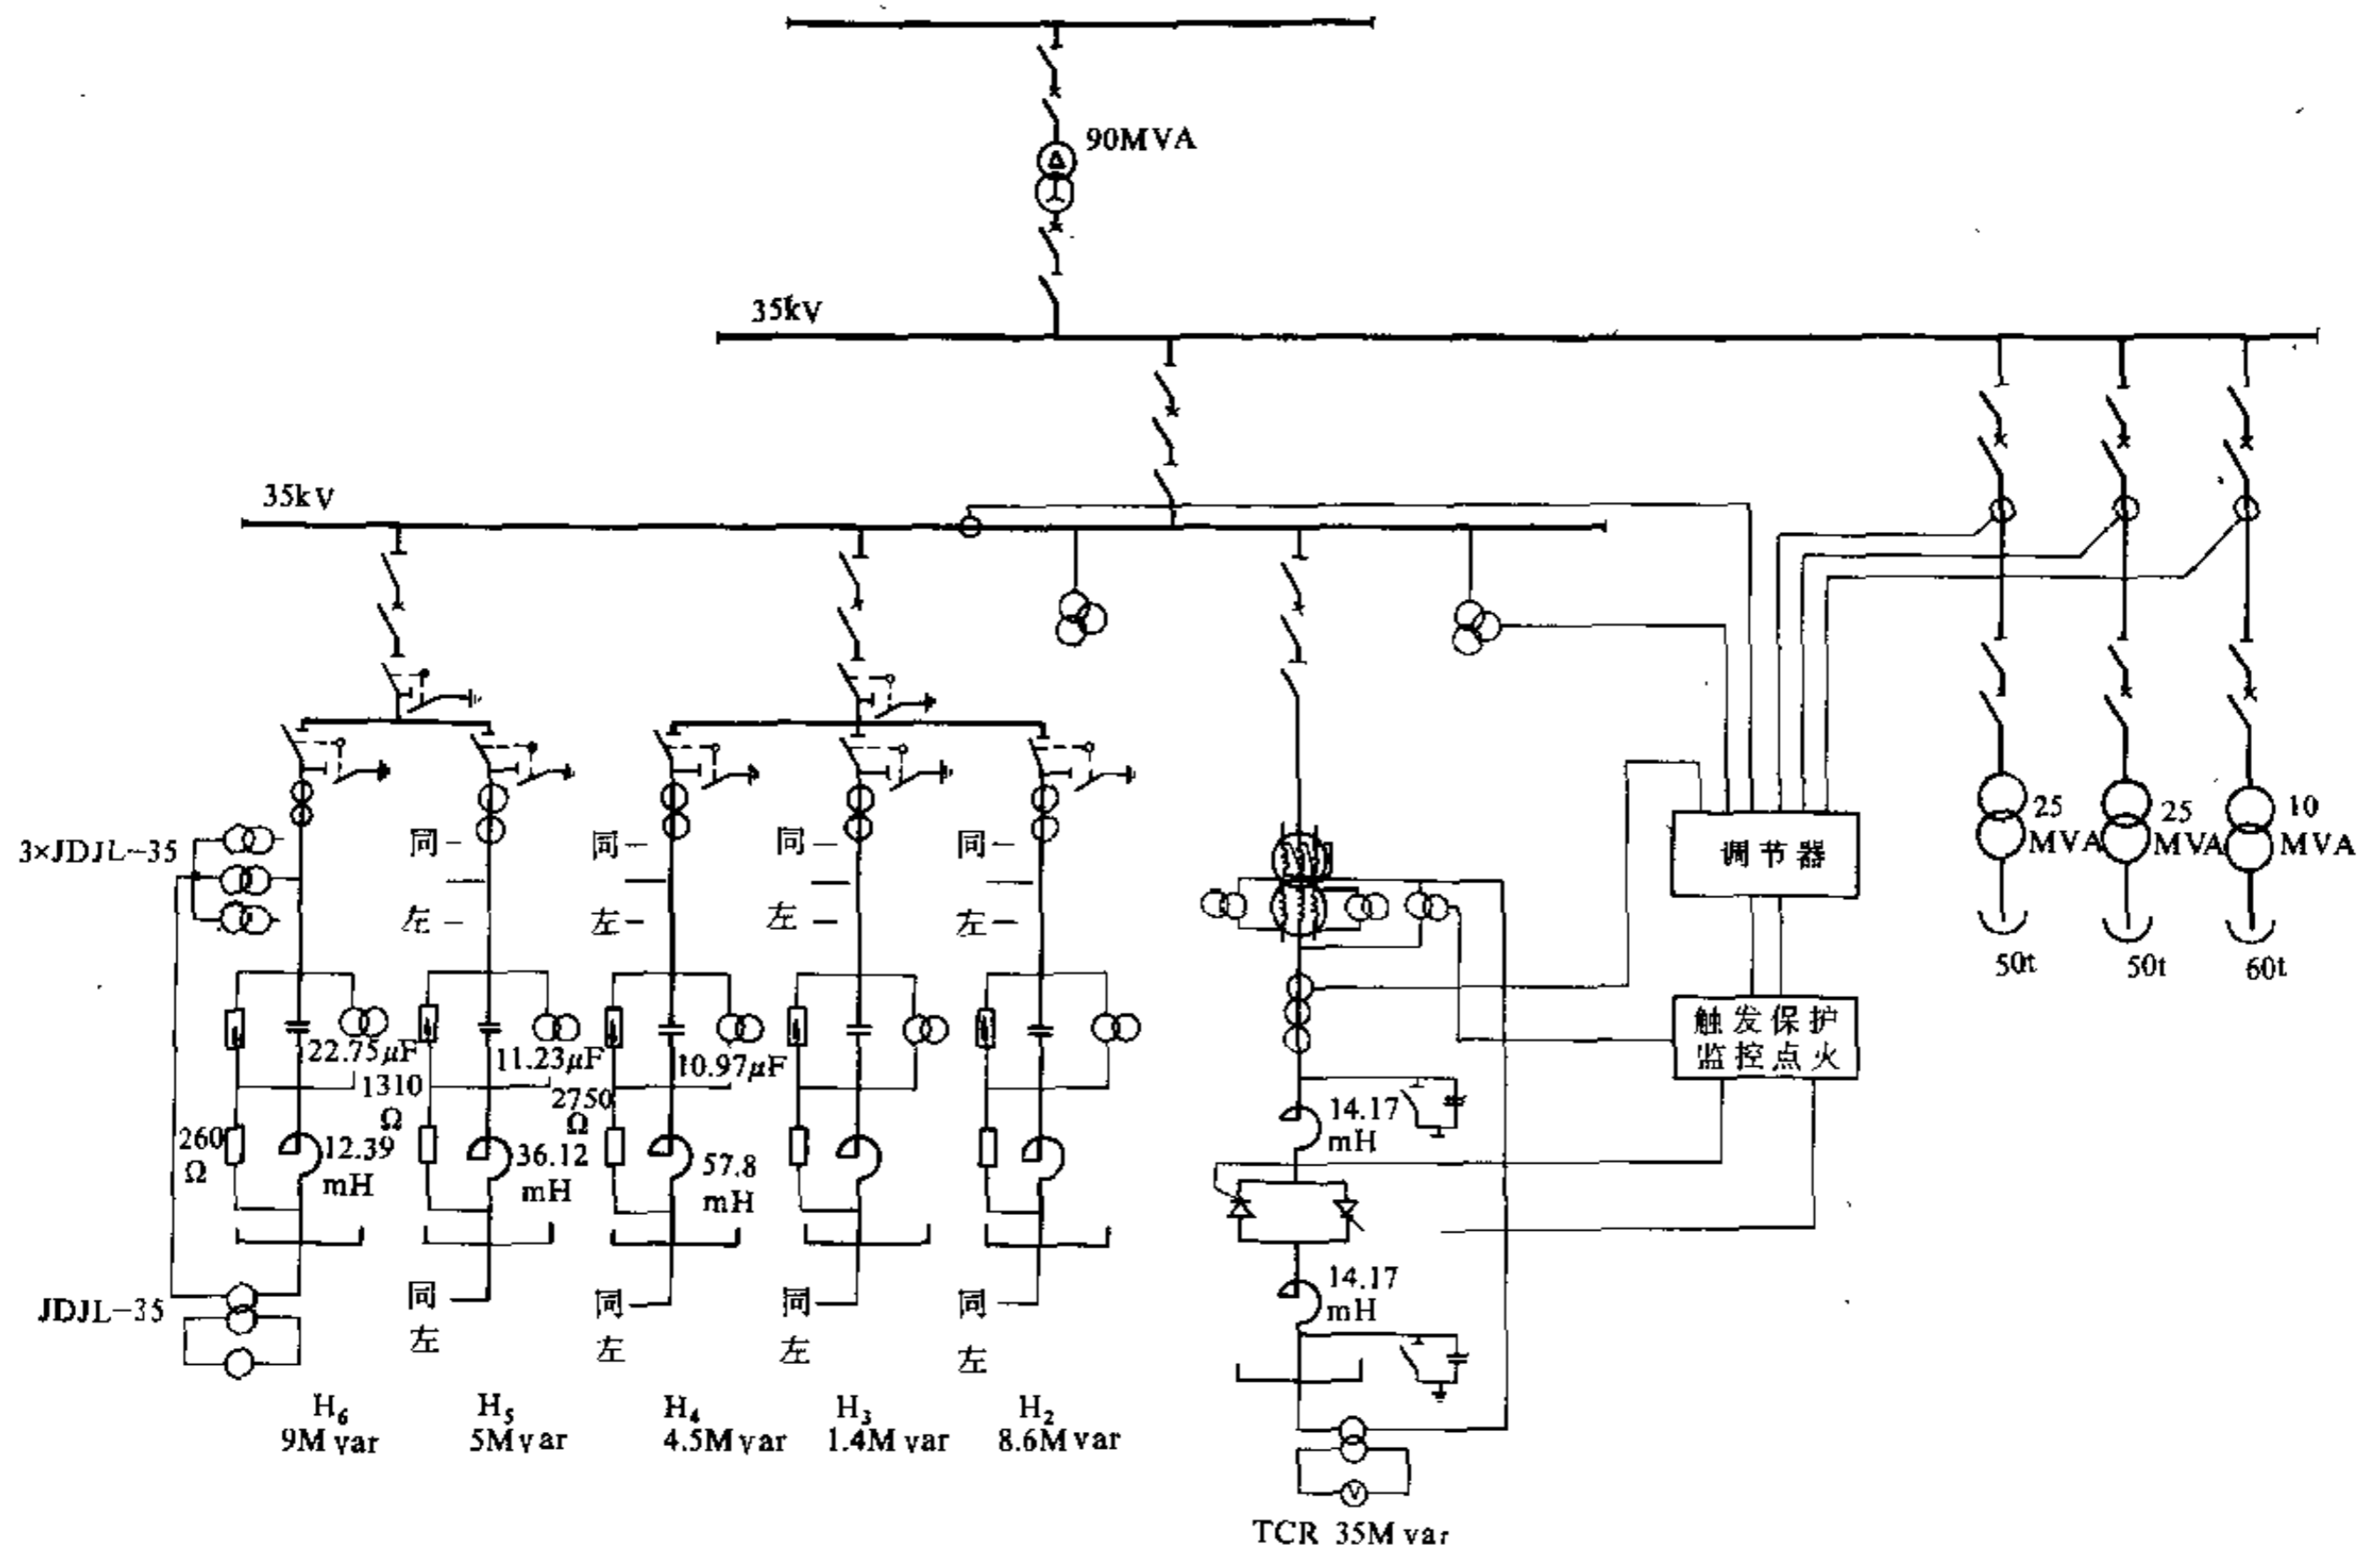 90MVA
35kV
35kV
25
MVA
25
MVA
10
MVA
50t
50t
60t
调节器
触发保护
监控点火
3×JDJL-35
同
左
同
左
同
左
同
左
22.75μF
11.23μF
10.97μF
1310
Ω
2750
Ω
260
Ω
12.39
mH
36.12
mH
57.8
mH
14.17
mH
14.17
mH
JDJL-35
同
左
同
左
同
左
同
左
V
H₆
9Mvar
H₅
5Mvar
H₄
4.5Mvar
H₃
1.4Mvar
H₂
8.6Mvar
TCR 35Mvar